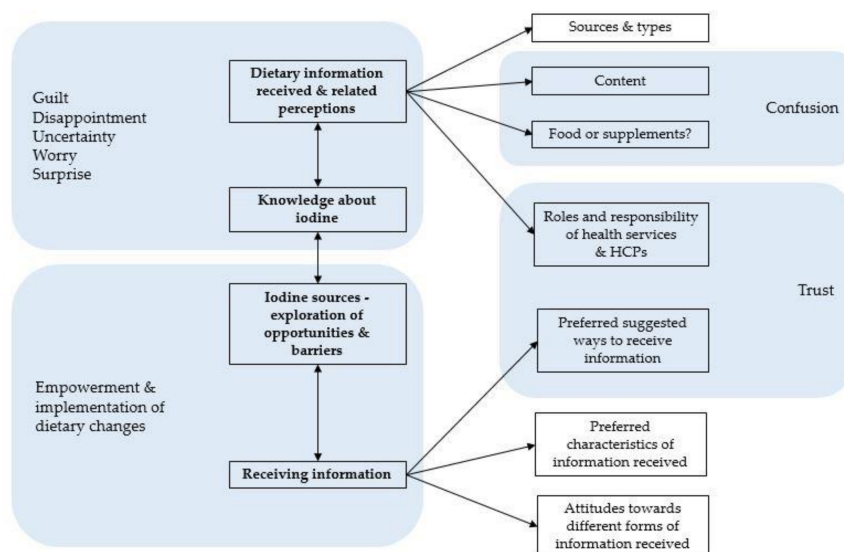 Guilt
Disappointment
Uncertainty
Worry
Surprise
Dietary information
received & related
perceptions
Knowledge about
iodine
Empowerment &
implementation of
dietary changes
Iodine sources -
exploration of
opportunities &
barriers
Receiving information
Sources & types
Content
Food or supplements?
Confusion
Roles and responsibility
of health services
& HCPs
Preferred suggested
ways to receive
information
Trust
Preferred
characteristics of
information received
Attitudes towards
different forms of
information received